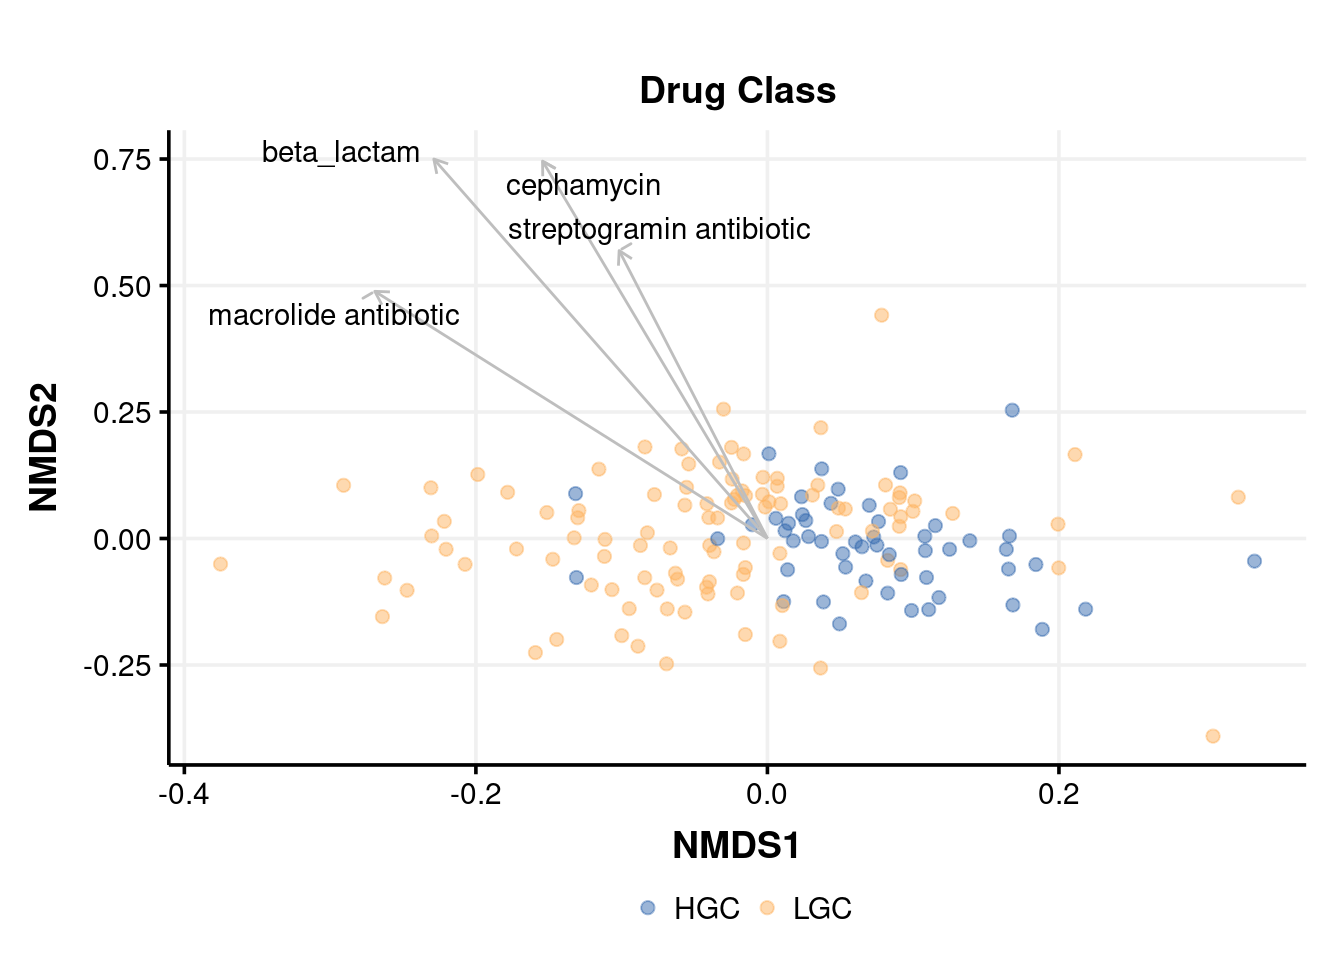 Drug Class
beta_lactam
cephamycin
streptogramin antibiotic
macrolide antibiotic
NMDS2
0.75
0.50
0.25
0.00
-0.25
-0.4
-0.2
0.0
0.2
NMDS1
HGC
LGC